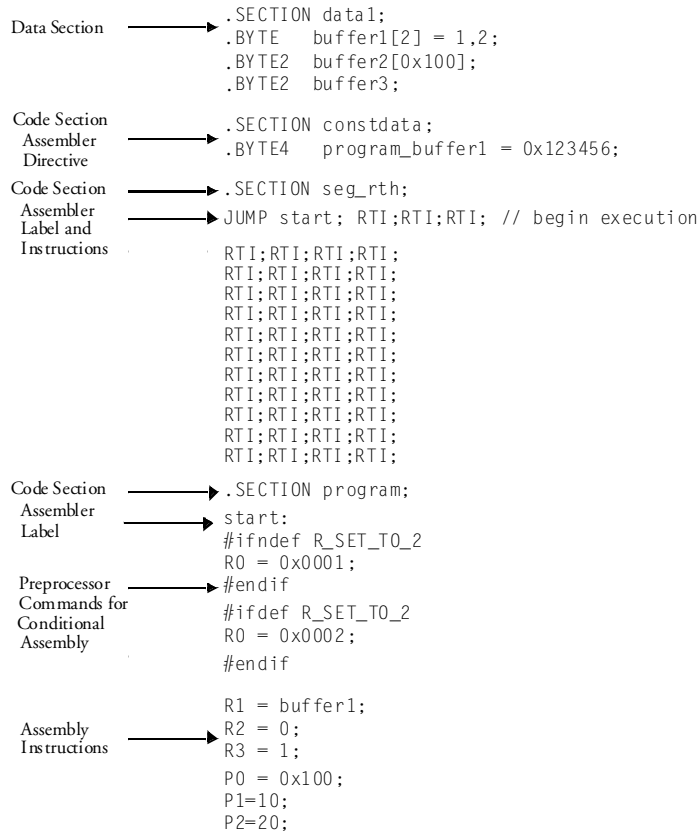 Data Section
.SECTION data1;
.BYTE   buffer1[2] = 1,2;
.BYTE2  buffer2[0x100];
.BYTE2  buffer3;
Code Section
Assembler
Directive
.SECTION constdata;
.BYTE4   program_buffer1 = 0x123456;
Code Section
.SECTION seg_rth;
Assembler
Label and
Instructions
JUMP start; RTI;RTI;RTI; // begin execution
RTI;RTI;RTI;RTI;
RTI;RTI;RTI;RTI;
RTI;RTI;RTI;RTI;
RTI;RTI;RTI;RTI;
RTI;RTI;RTI;RTI;
RTI;RTI;RTI;RTI;
RTI;RTI;RTI;RTI;
RTI;RTI;RTI;RTI;
RTI;RTI;RTI;RTI;
RTI;RTI;RTI;RTI;
RTI;RTI;RTI;RTI;
Code Section
.SECTION program;
Assembler
Label
start:
#ifndef R_SET_TO_2
R0 = 0x0001;
Preprocessor
Commands for
Conditional
Assembly
#endif
#ifdef R_SET_TO_2
R0 = 0x0002;
#endif
R1 = buffer1;
Assembly
Instructions
R2 = 0;
R3 = 1;
P0 = 0x100;
P1=10;
P2=20;